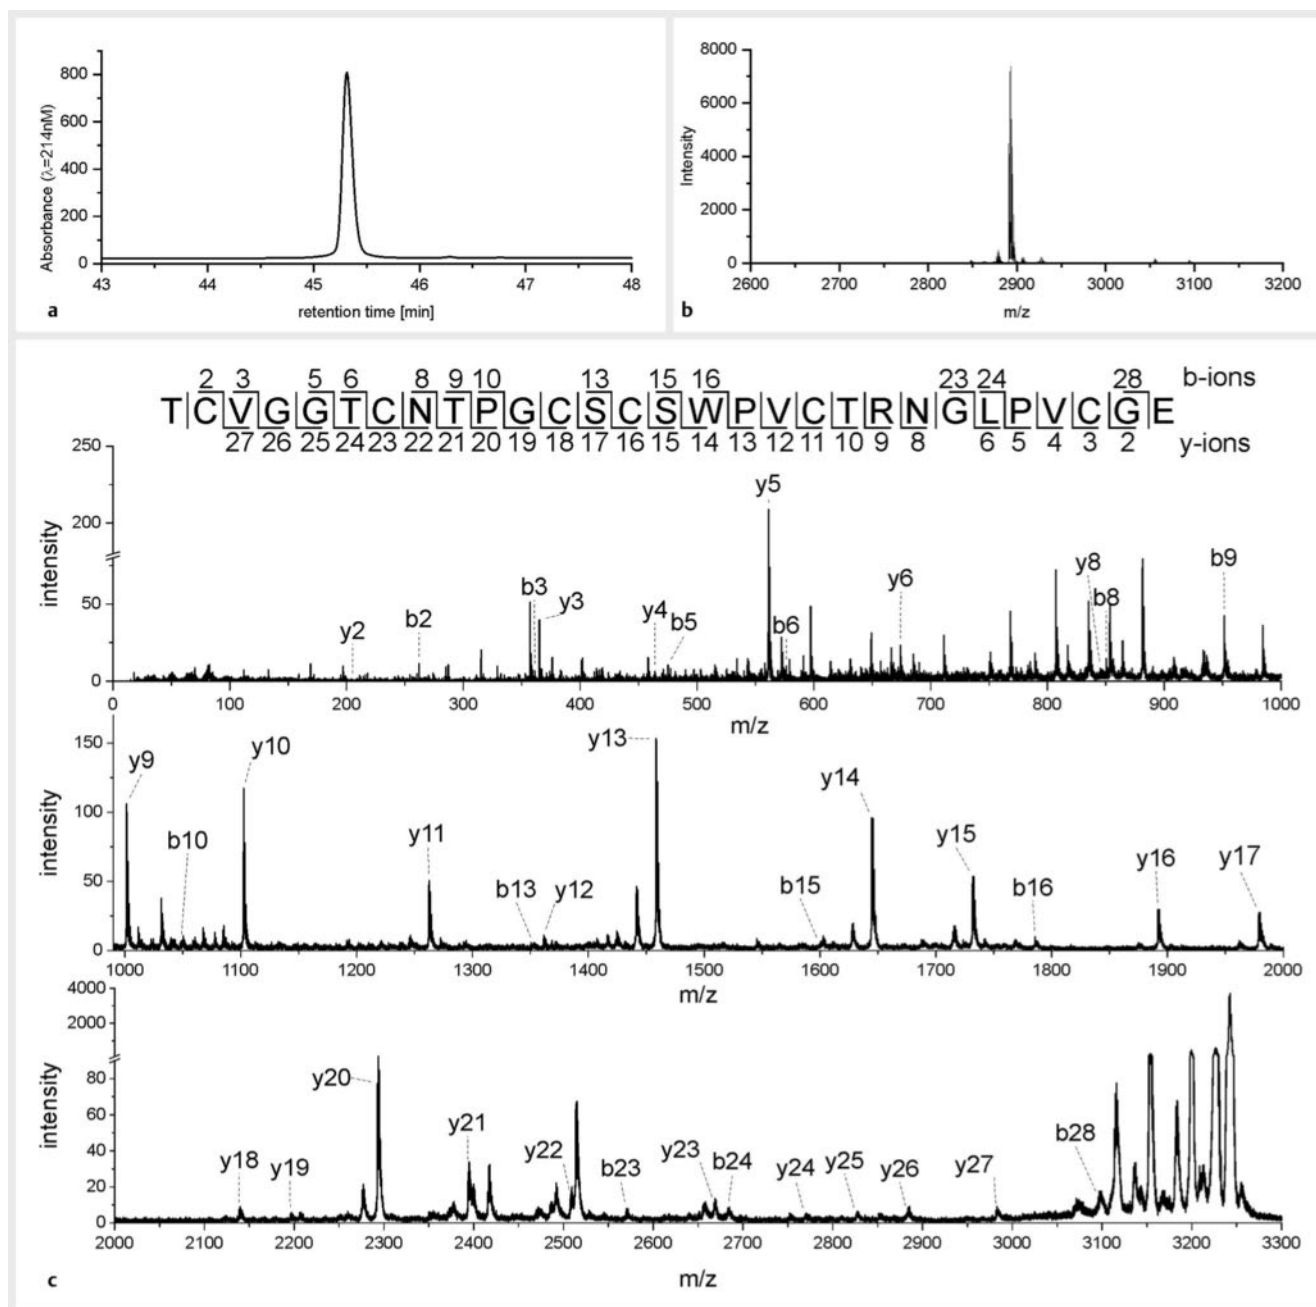 800
600
400
200
0
Absorbance (λ=214nM)
43 44 45 46 47 48
retention time [min]
a
8000
6000
4000
2000
0
Intensity
2600 2700 2800 2900 3000 3100 3200
m/z
b
2 3 5 6 8 9 10 13 15 16 23 24 28 b-ions
TCVGGTCNTPGCSCSWPVCTRNGLPVCGE
27 26 25 24 23 22 21 20 19 18 17 16 15 14 13 12 11 10 9 8 6 5 4 3 2 y-ions
250
200
50
0
intensity
y2 b2 b3 y3 y4 b5 y5 b6 y6 y8 b8 b9
0 100 200 300 400 500 600 700 800 900 1000
m/z
150
100
50
0
intensity
y9 b10 y10 y11 b13 y12 y13 b15 y14 y15 b16 y16 y17
1000 1100 1200 1300 1400 1500 1600 1700 1800 1900 2000
m/z
4000
2000
80
60
40
20
0
intensity
y18 y19 y20 y21 y22 b23 y23 b24 y24 y25 y26 y27 b28
2000 2100 2200 2300 2400 2500 2600 2700 2800 2900 3000 3100 3200 3300
m/z
c